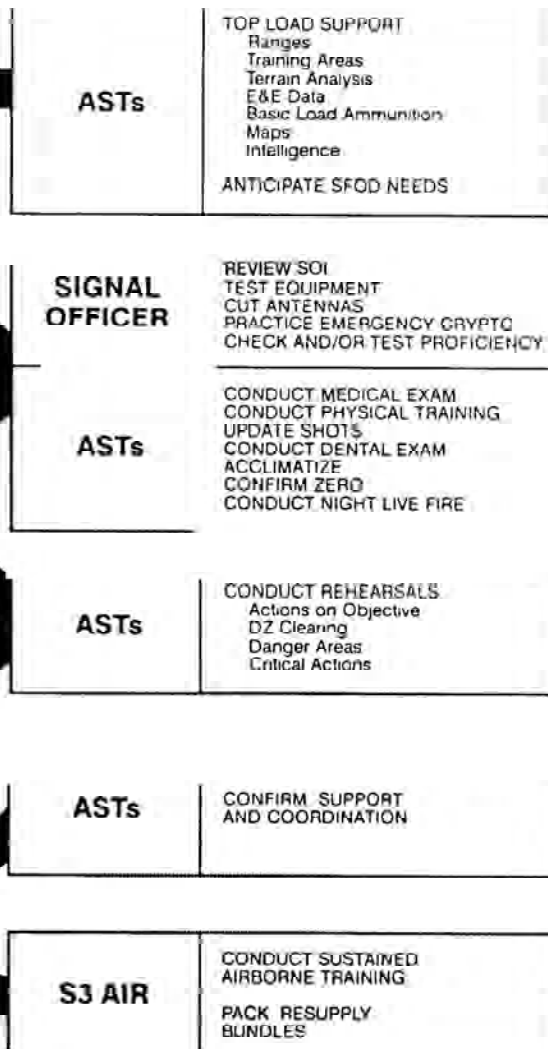 ASTs
TOP LOAD SUPPORT
Ranges
Training Areas
Terrain Analysis
E&E Data
Basic Load Ammunition
Maps
Intelligence
ANTICIPATE SFOD NEEDS
SIGNAL
OFFICER
REVIEW SOI
TEST EQUIPMENT
CUT ANTENNAS
PRACTICE EMERGENCY CRYPTO
CHECK AND/OR TEST PROFICIENCY
ASTs
CONDUCT MEDICAL EXAM
CONDUCT PHYSICAL TRAINING
UPDATE SHOTS
CONDUCT DENTAL EXAM
ACCLIMATIZE
CONFIRM ZERO
CONDUCT NIGHT LIVE FIRE
ASTs
CONDUCT REHEARSALS
Actions on Objective
DZ Clearing
Danger Areas
Critical Actions
ASTs
CONFIRM SUPPORT
AND COORDINATION
S3 AIR
CONDUCT SUSTAINED
AIRBORNE TRAINING
PACK RESUPPLY
BUNDLES